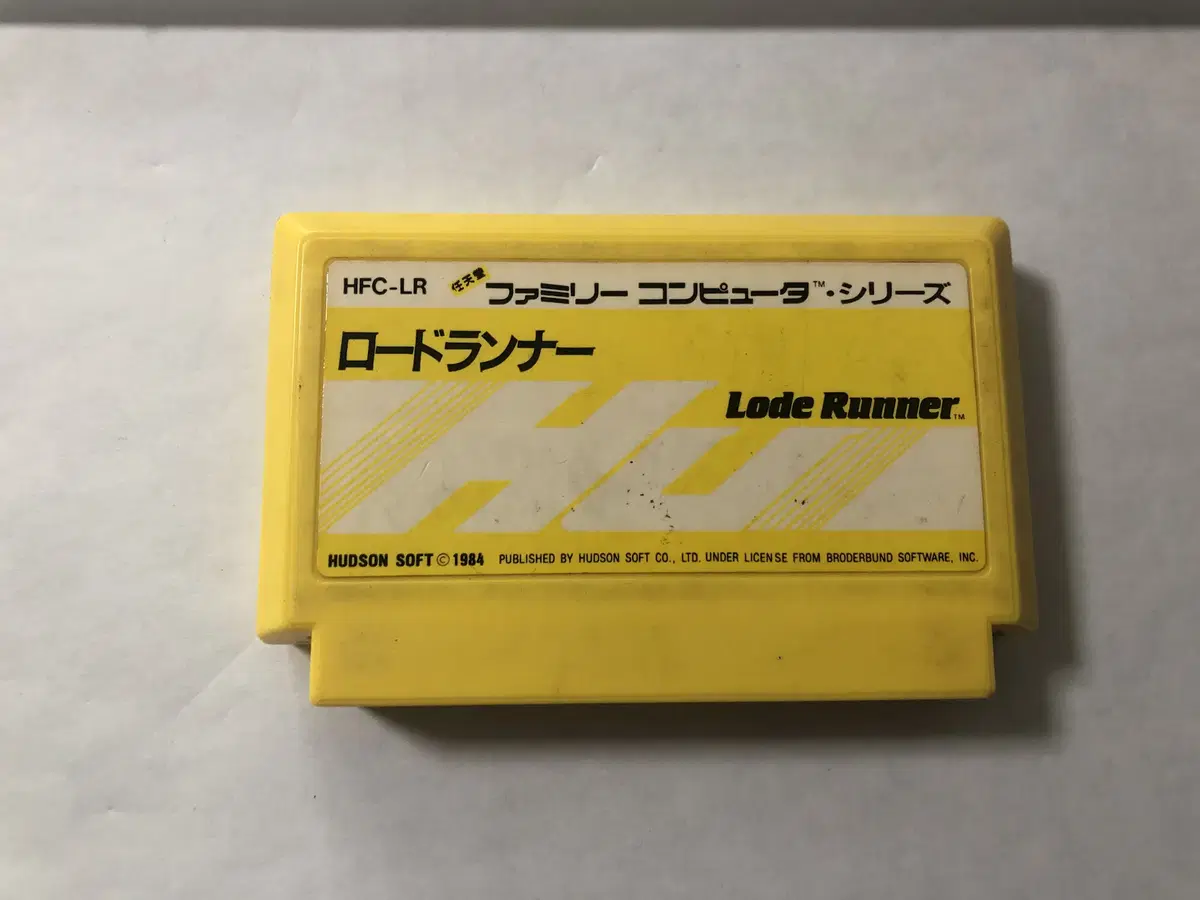 HFC-LR 任天堂 ファミリー コンピュータ™・シリーズ
ロードランナー
Lode Runner™
HU
HUDSON SOFT © 1984 PUBLISHED BY HUDSON SOFT CO., LTD. UNDER LICENSE FROM BRODERBUND SOFTWARE, INC.